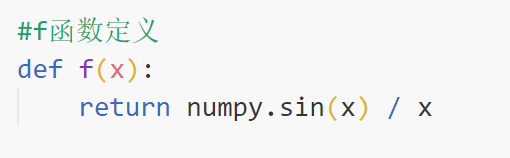 #f函数定义
def f(x):
    return numpy.sin(x) / x